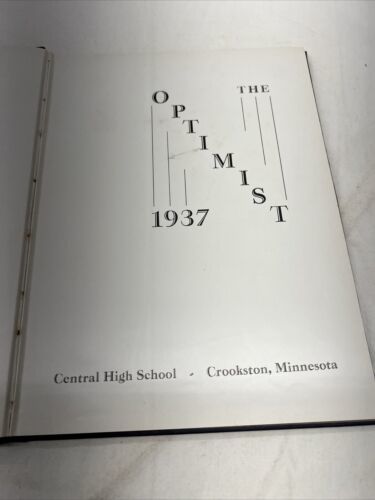 THE
OPTIMIST
1937
Central High School - Crookston, Minnesota